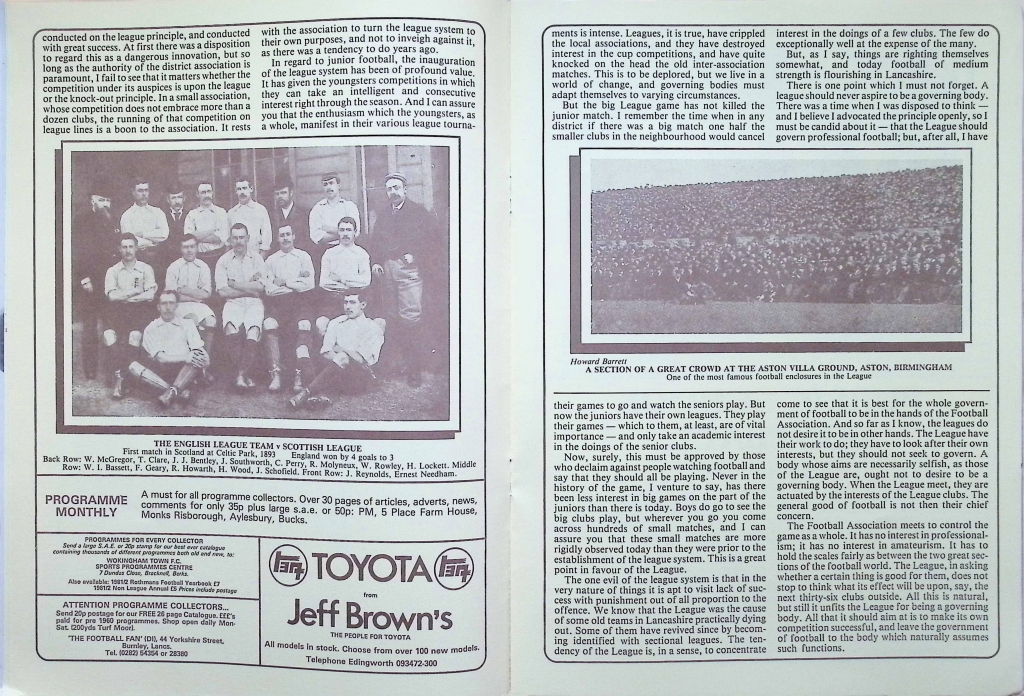 conducted on the league principle, and conducted
with great success. At first there was a disposition
to regard this as a dangerous innovation, but so
long as the authority of the district association is
paramount, I fail to see that it matters whether the
competition under its auspices is upon the league
or the knock-out principle. In a small association,
whose competition does not embrace more than a
dozen clubs, the running of that competition on
league lines is a boon to the association. It rests
with the association to turn the league system to
their own purposes, and not to inveigh against it,
as there was a tendency to do years ago.
In regard to junior football, the inauguration
of the league system has been of profound value.
It has given the youngsters competitions in which
they can take an intelligent and consecutive
interest right through the season. And I can assure
you that the enthusiasm which the youngsters, as
a whole, manifest in their various league tourna-
THE ENGLISH LEAGUE TEAM v SCOTTISH LEAGUE
First match in Scotland at Celtic Park, 1893 England won by 4 goals to 3
Back Row: W. McGregor, T. Clare, J. J. Bentley, J. Southworth, C. Perry, R. Molyneux, W. Rowley, H. Lockett. Middle
Row: W. I. Bassett, F. Geary, R. Howarth, H. Wood, J. Schofield. Front Row: J. Reynolds, Ernest Needham.
PROGRAMME
MONTHLY
A must for all programme collectors. Over 30 pages of articles, adverts, news,
comments for only 35p plus large s.a.e. or 50p: PM, 5 Place Farm House,
Monks Risborough, Aylesbury, Bucks.
PROGRAMMES FOR EVERY COLLECTOR
Send a large S.A.E. or 20p stamp for our best ever catalogue
containing thousands of different programmes both old and new, to:
WOKINGHAM TOWN F.C.
SPORTS PROGRAMMES CENTRE
7 Dundas Close, Bracknell, Berks.
Also available: 1981/2 Rothmans Football Yearbook £7
1981/2 Non League Annual £5 Prices include postage
ATTENTION PROGRAMME COLLECTORS...
Send 20p postage for our FREE 26 page Catalogue. £££'s
paid for pre 1960 programmes. Shop open daily Mon-
Sat. (200yds Turf Moor).
'THE FOOTBALL FAN' (DI), 44 Yorkshire Street,
Burnley, Lancs.
Tel. (0282) 54354 or 28380
TOYOTA
from
Jeff Brown's
THE PEOPLE FOR TOYOTA
All models in stock. Choose from over 100 new models.
Telephone Edingworth 093472-300
ments is intense. Leagues, it is true, have crippled
the local associations, and they have destroyed
interest in the cup competitions, and have quite
knocked on the head the old inter-association
matches. This is to be deplored, but we live in a
world of change, and governing bodies must
adapt themselves to varying circumstances.
But the big League game has not killed the
junior match. I remember the time when in any
district if there was a big match one half the
smaller clubs in the neighbourhood would cancel
interest in the doings of a few clubs. The few do
exceptionally well at the expense of the many.
But, as I say, things are righting themselves
somewhat, and today football of medium
strength is flourishing in Lancashire.
There is one point which I must not forget. A
league should never aspire to be a governing body.
There was a time when I was disposed to think —
and I believe I advocated the principle openly, so I
must be candid about it — that the League should
govern professional football; but, after all, I have
Howard Barrett
A SECTION OF A GREAT CROWD AT THE ASTON VILLA GROUND, ASTON, BIRMINGHAM
One of the most famous football enclosures in the League
their games to go and watch the seniors play. But
now the juniors have their own leagues. They play
their games — which to them, at least, are of vital
importance — and only take an academic interest
in the doings of the senior clubs.
Now, surely, this must be approved by those
who declaim against people watching football and
say that they should all be playing. Never in the
history of the game, I venture to say, has there
been less interest in big games on the part of the
juniors than there is today. Boys do go to see the
big clubs play, but wherever you go you come
across hundreds of small matches, and I can
assure you that these small matches are more
rigidly observed today than they were prior to the
establishment of the league system. This is a great
point in favour of the League.
The one evil of the league system is that in the
very nature of things it is apt to visit lack of suc-
cess with punishment out of all proportion to the
offence. We know that the League was the cause
of some old teams in Lancashire practically dying
out. Some of them have revived since by becom-
ing identified with sectional leagues. The ten-
dency of the League is, in a sense, to concentrate
come to see that it is best for the whole govern-
ment of football to be in the hands of the Football
Association. And so far as I know, the leagues do
not desire it to be in other hands. The League have
their work to do; they have to look after their own
interests, but they should not seek to govern. A
body whose aims are necessarily selfish, as those
of the League are, ought not to desire to be a
governing body. When the League meet, they are
actuated by the interests of the League clubs. The
general good of football is not then their chief
concern.
The Football Association meets to control the
game as a whole. It has no interest in professional-
ism; it has no interest in amateurism. It has to
hold the scales fairly as between the two great sec-
tions of the football world. The League, in asking
whether a certain thing is good for them, does not
stop to think what its effect will be upon, say, the
next thirty-six clubs outside. All this is natural,
but still it unfits the League for being a governing
body. All that it should aim at is to make its own
competition successful, and leave the government
of football to the body which naturally assumes
such functions.